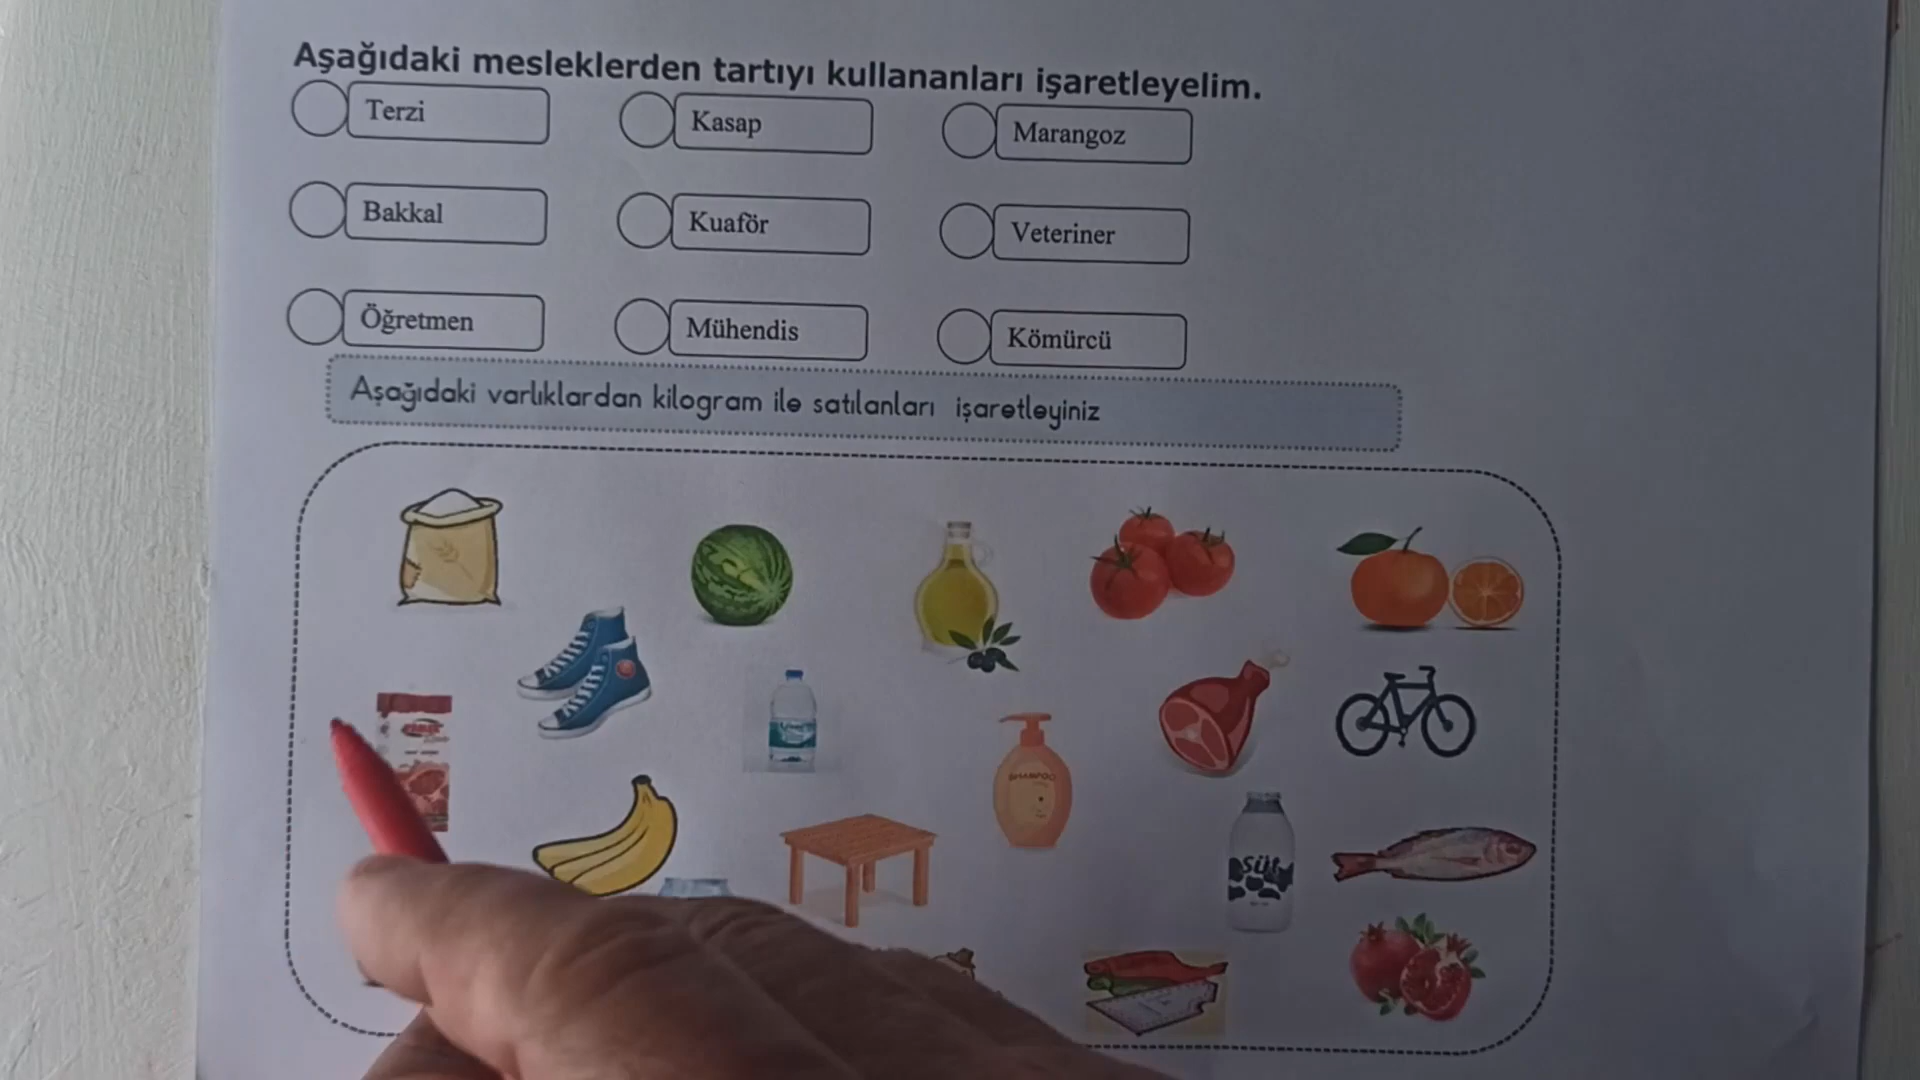 Aşağıdaki mesleklerden tartıyı kullananları işaretleyelim.
Terzi
Kasap
Marangoz
Bakkal
Kuaför
Veteriner
Öğretmen
Mühendis
Kömürcü
Aşağıdaki varlıklardan kilogram ile satılanları işaretleyiniz
SHAMPOO
SÜT